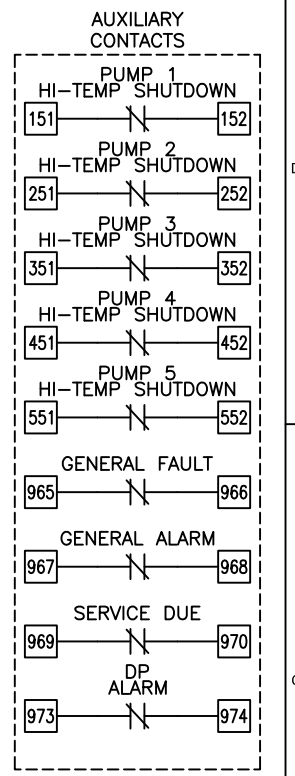 AUXILIARY
CONTACTS
PUMP 1
HI-TEMP SHUTDOWN
151 152
PUMP 2
HI-TEMP SHUTDOWN
251 252
PUMP 3
HI-TEMP SHUTDOWN
351 352
PUMP 4
HI-TEMP SHUTDOWN
451 452
PUMP 5
HI-TEMP SHUTDOWN
551 552
GENERAL FAULT
965 966
GENERAL ALARM
967 968
SERVICE DUE
969 970
DP
ALARM
973 974